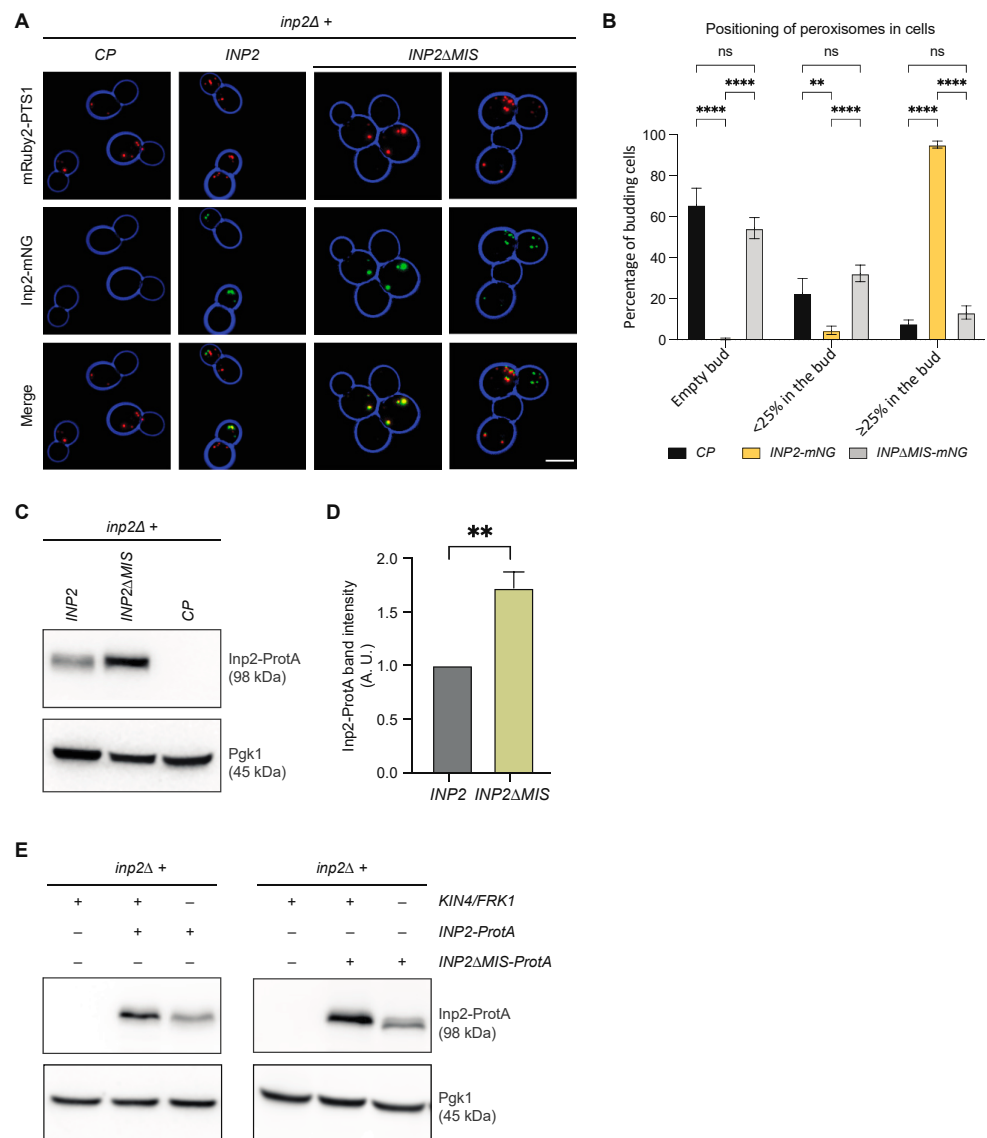 A
inp2Δ +
CP
INP2
INP2ΔMIS
mRuby2-PTS1
Inp2-mNG
Merge
B
Positioning of peroxisomes in cells
ns
ns
ns
****
**
****
****
****
****
Percentage of budding cells
100
80
60
40
20
0
Empty bud
<25% in the bud
≥25% in the bud
CP
INP2-mNG
INPΔMIS-mNG
C
inp2Δ +
INP2
INP2ΔMIS
CP
Inp2-ProtA
(98 kDa)
Pgk1
(45 kDa)
D
**
Inp2-ProtA band intensity
(A. U.)
2.0
1.5
1.0
0.5
0.0
INP2
INP2ΔMIS
E
inp2Δ +
inp2Δ +
+ + – + + – KIN4/FRK1
– + + – – – INP2-ProtA
– – – – + + INP2ΔMIS-ProtA
Inp2-ProtA
(98 kDa)
Pgk1
(45 kDa)